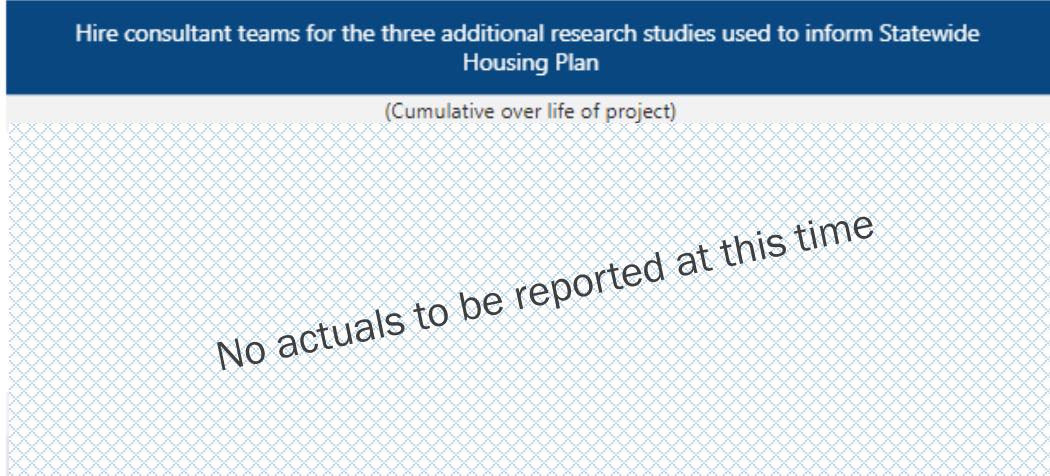 Hire consultant teams for the three additional research studies used to inform Statewide
Housing Plan
(Cumulative over life of project)
No actuals to be reported at this time